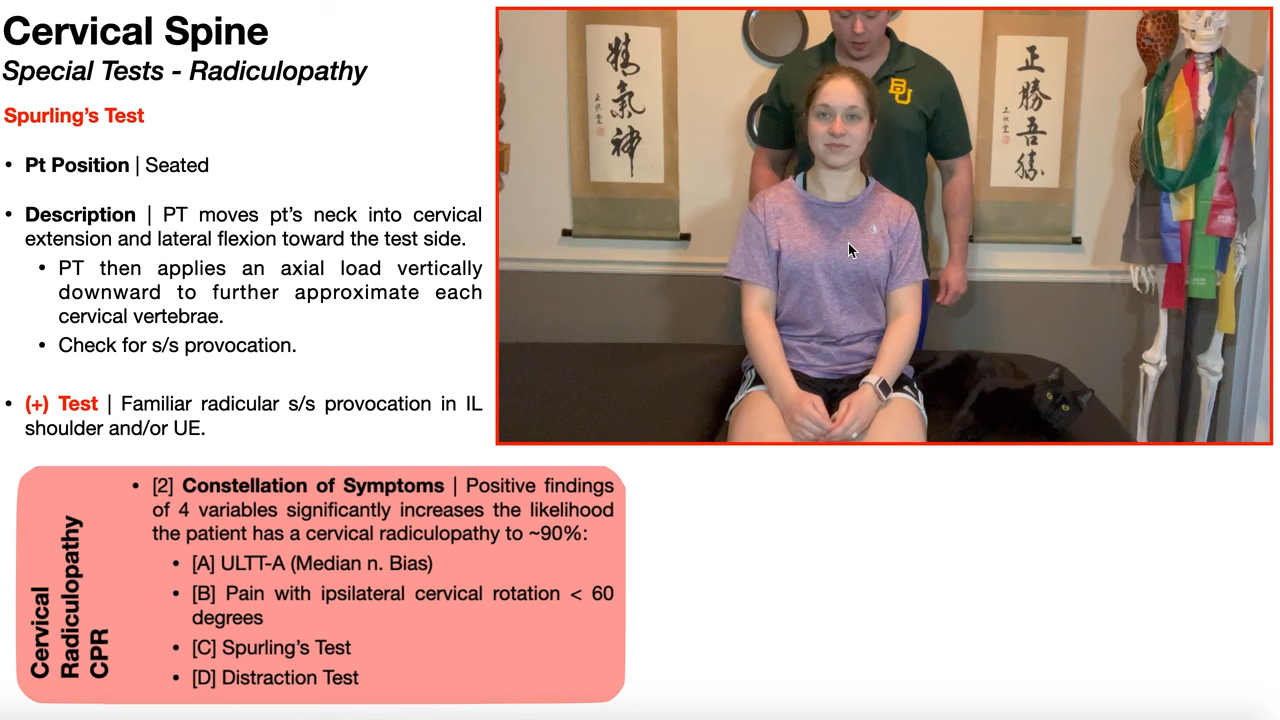 Cervical Spine
Special Tests - Radiculopathy
Spurling's Test
• Pt Position | Seated
• Description | PT moves pt's neck into cervical
extension and lateral flexion toward the test side.
• PT then applies an axial load vertically
downward to further approximate each
cervical vertebrae.
• Check for s/s provocation.
• (+) Test | Familiar radicular s/s provocation in IL
shoulder and/or UE.
Cervical
Radiculopathy
CPR
• [2] Constellation of Symptoms | Positive findings
of 4 variables significantly increases the likelihood
the patient has a cervical radiculopathy to ~90%:
• [A] ULTT-A (Median n. Bias)
• [B] Pain with ipsilateral cervical rotation < 60
degrees
• [C] Spurling's Test
• [D] Distraction Test
精氣神
BU
正勝吾勝